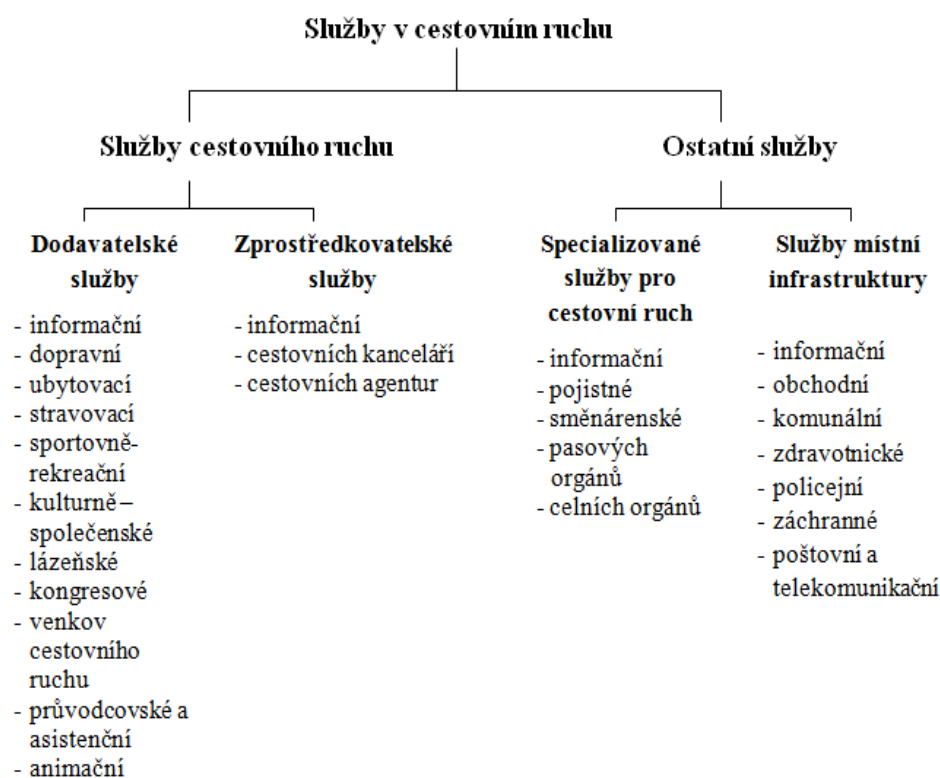 Služby v cestovním ruchu
Služby cestovního ruchu
Ostatní služby
Dodavatelské
služby
- informační
- dopravní
- ubytovací
- stravovací
- sportovně-
rekreační
- kulturně –
společenské
- lázeňské
- kongresové
- venkov
cestovního
ruchu
- průvodcovské a
asistenční
- animační
Zprostředkovatelské
služby
- informační
- cestovních kanceláří
- cestovních agentur
Specializované
služby pro
cestovní ruch
- informační
- pojistné
- směnárenské
- pasových
orgánů
- celních orgánů
Služby místní
infrastruktury
- informační
- obchodní
- komunální
- zdravotnické
- policejní
- záchranné
- poštovní a
telekomunikační